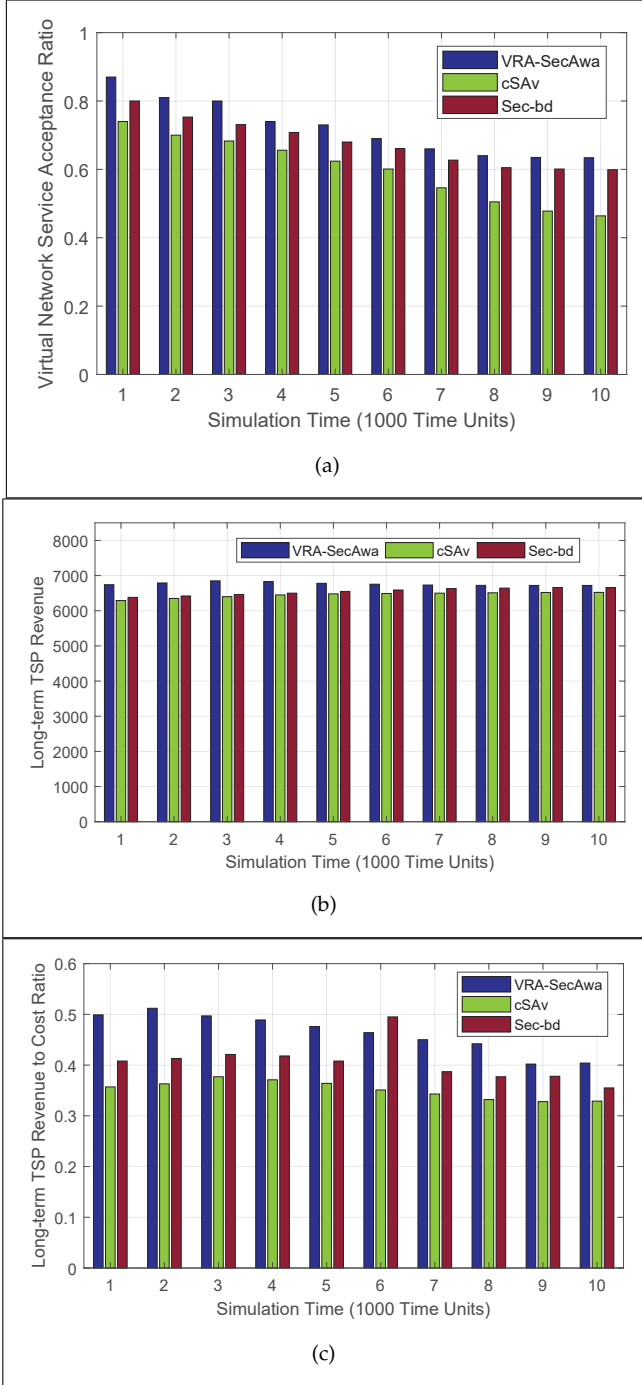 Virtual Network Service Acceptance Ratio
1
0.8
0.6
0.4
0.2
0
VRA-SecAwa
cSAv
Sec-bd
1 2 3 4 5 6 7 8 9 10
Simulation Time (1000 Time Units)
(a)
Long-term TSP Revenue
8000
7000
6000
5000
4000
3000
2000
1000
0
VRA-SecAwa cSAv Sec-bd
1 2 3 4 5 6 7 8 9 10
Simulation Time (1000 Time Units)
(b)
Long-term TSP Revenue to Cost Ratio
0.6
0.5
0.4
0.3
0.2
0.1
0
VRA-SecAwa
cSAv
Sec-bd
1 2 3 4 5 6 7 8 9 10
Simulation Time (1000 Time Units)
(c)